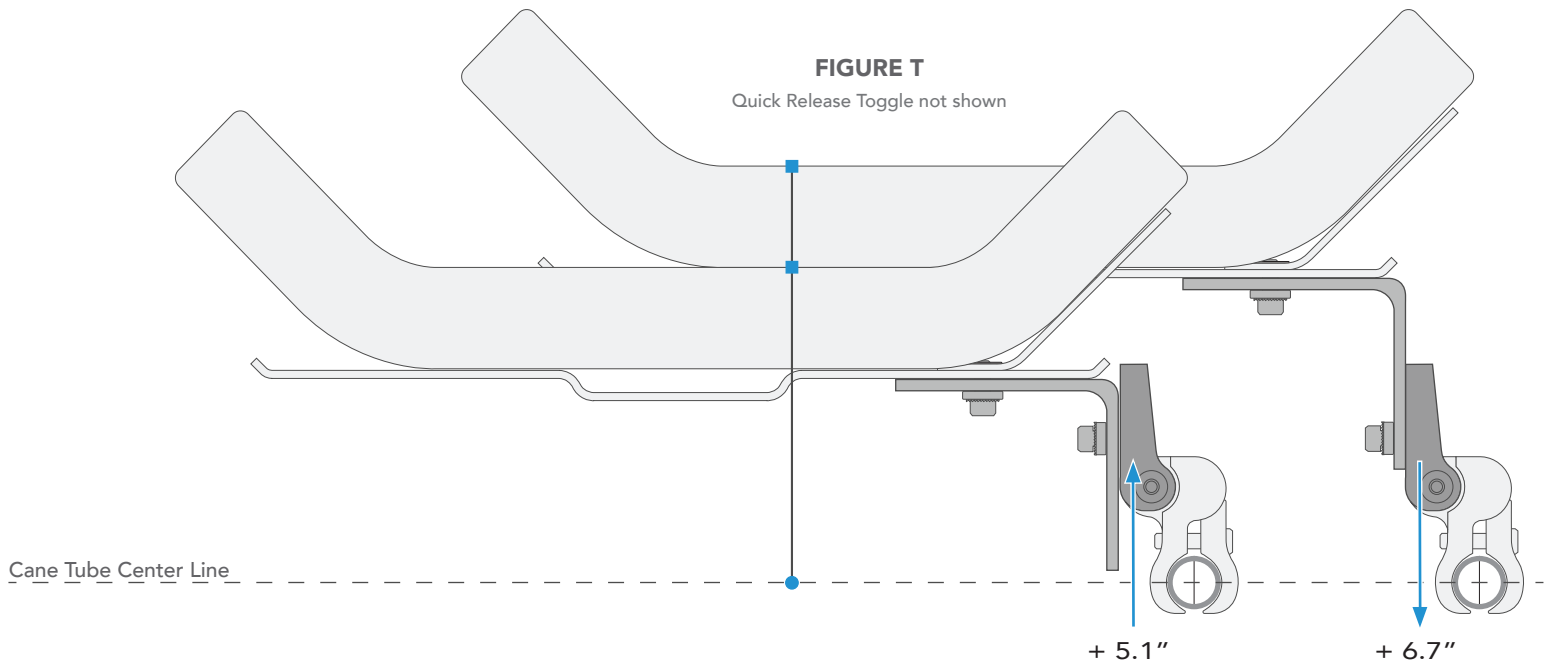 FIGURE T
Quick Release Toggle not shown
Cane Tube Center Line
+ 5.1”
+ 6.7”